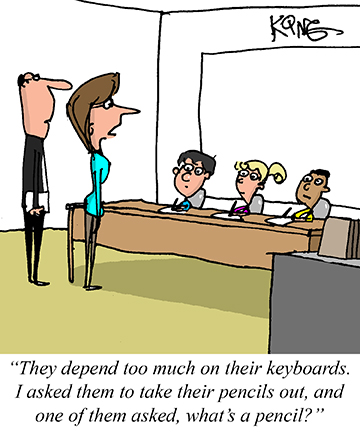 KING
“They depend too much on their keyboards.
I asked them to take their pencils out, and
one of them asked, what’s a pencil?”